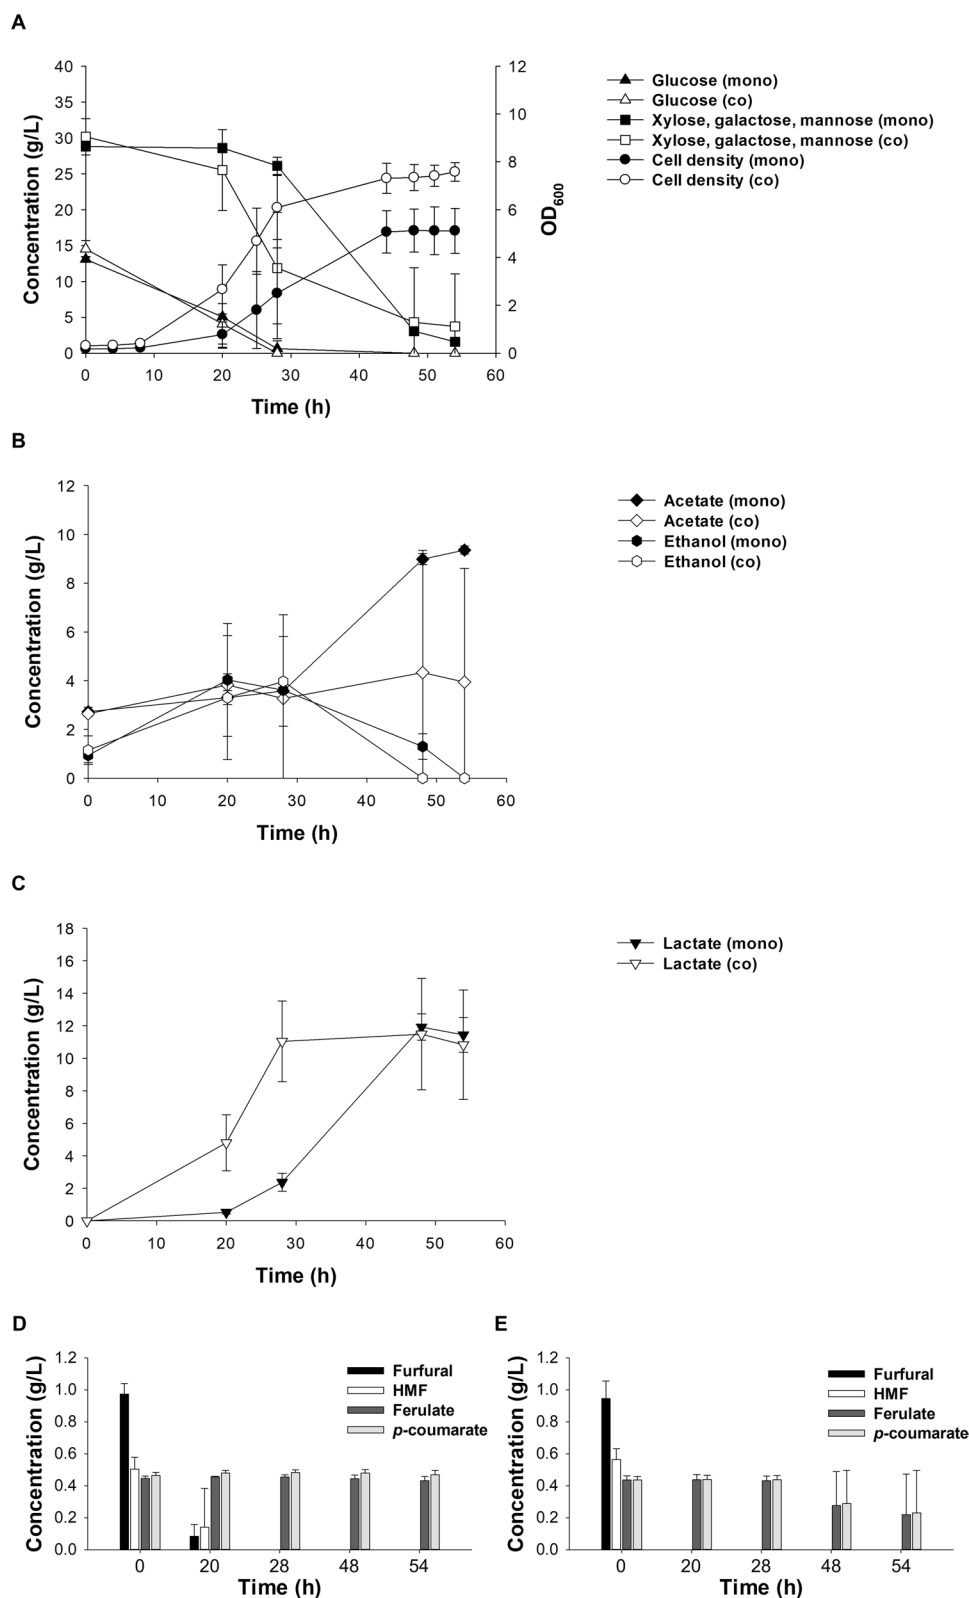 A
Concentration (g/L)
40
35
30
25
20
15
10
5
0
12
10
8
6
4
2
0
OD600
0 10 20 30 40 50 60
Time (h)
Glucose (mono)
Glucose (co)
Xylose, galactose, mannose (mono)
Xylose, galactose, mannose (co)
Cell density (mono)
Cell density (co)
B
Concentration (g/L)
12
10
8
6
4
2
0
0 10 20 30 40 50 60
Time (h)
Acetate (mono)
Acetate (co)
Ethanol (mono)
Ethanol (co)
C
Concentration (g/L)
18
16
14
12
10
8
6
4
2
0
0 10 20 30 40 50 60
Time (h)
Lactate (mono)
Lactate (co)
D
Concentration (g/L)
1.2
1.0
0.8
0.6
0.4
0.2
0.0
0 20 28 48 54
Time (h)
Furfural
HMF
Ferulate
p-coumarate
E
Concentration (g/L)
1.2
1.0
0.8
0.6
0.4
0.2
0.0
0 20 28 48 54
Time (h)
Furfural
HMF
Ferulate
p-coumarate